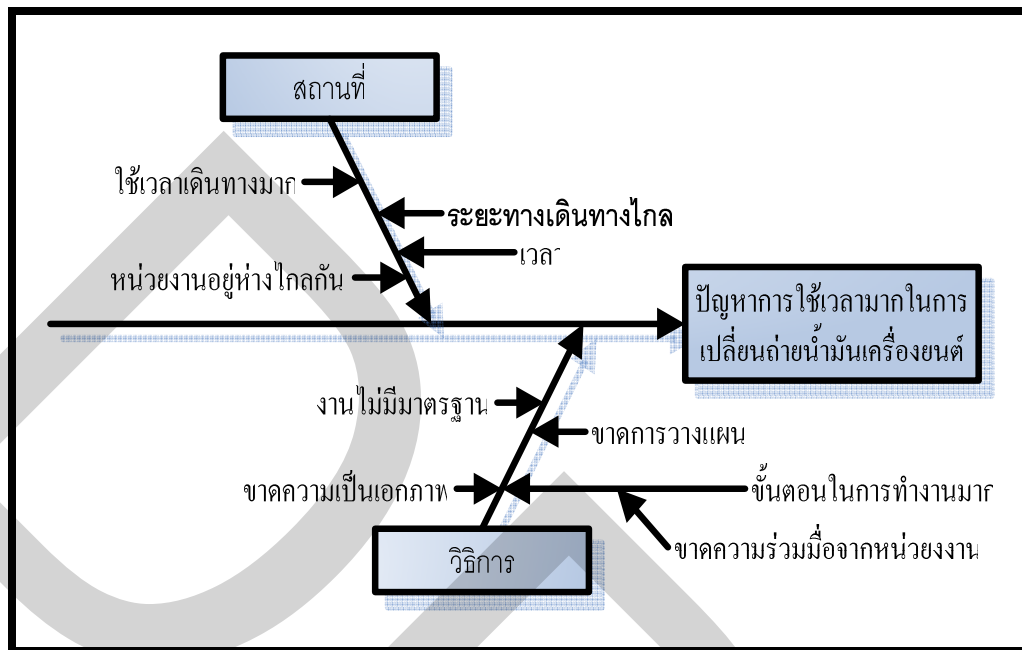 สถานที่
ใช้เวลาเดินทางมาก
ระยะทางเดินทางไกล
เวลา
หน่วยงานอยู่ห่างไกลกัน
ปัญหาการใช้เวลามากในการ
เปลี่ยนถ่ายน้ำมันเครื่องยนต์
งานไม่มีมาตรฐาน
ขาดการวางแผน
ขาดความเป็นเอกภาพ
ขั้นตอนในการทำงานมาก
ขาดความร่วมมือจากหน่วยงงาน
วิธิการ